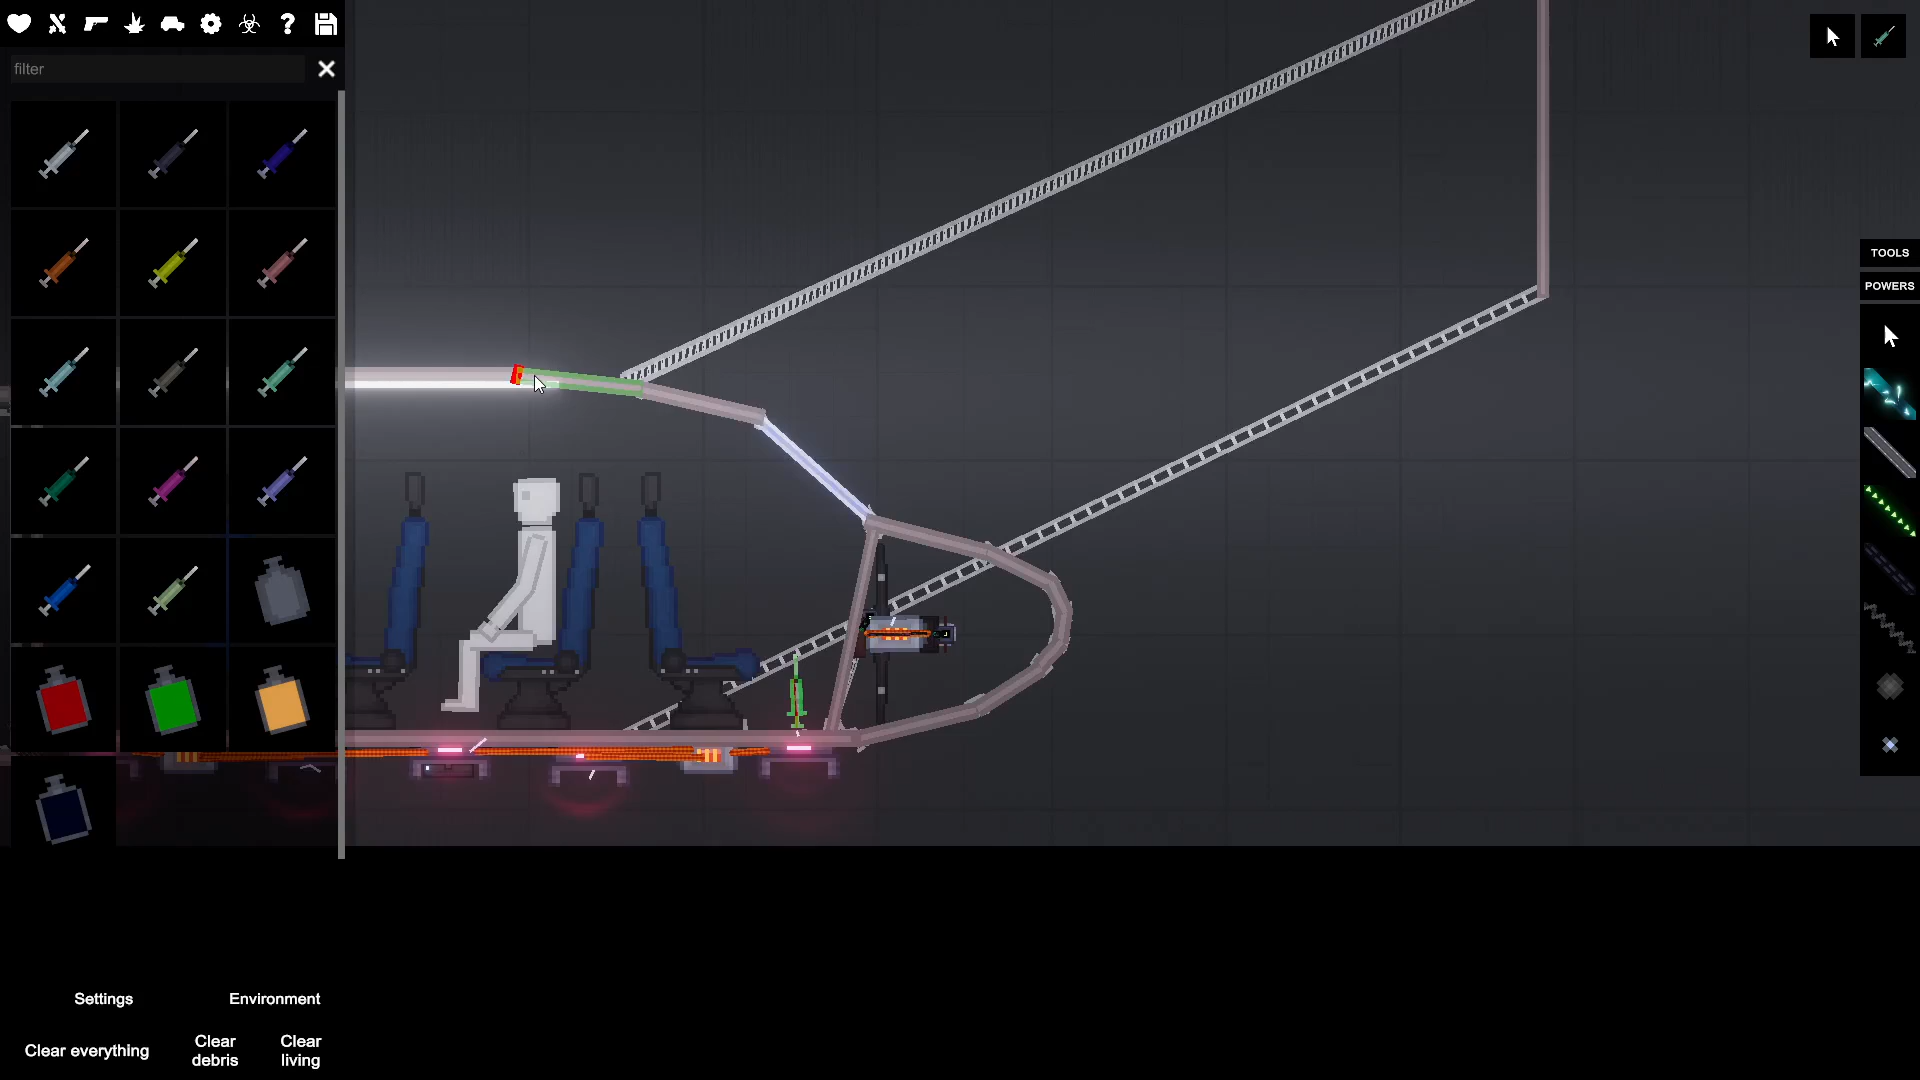 filter
TOOLS
POWERS
Settings
Environment
Clear everything
Clear
debris
Clear
living